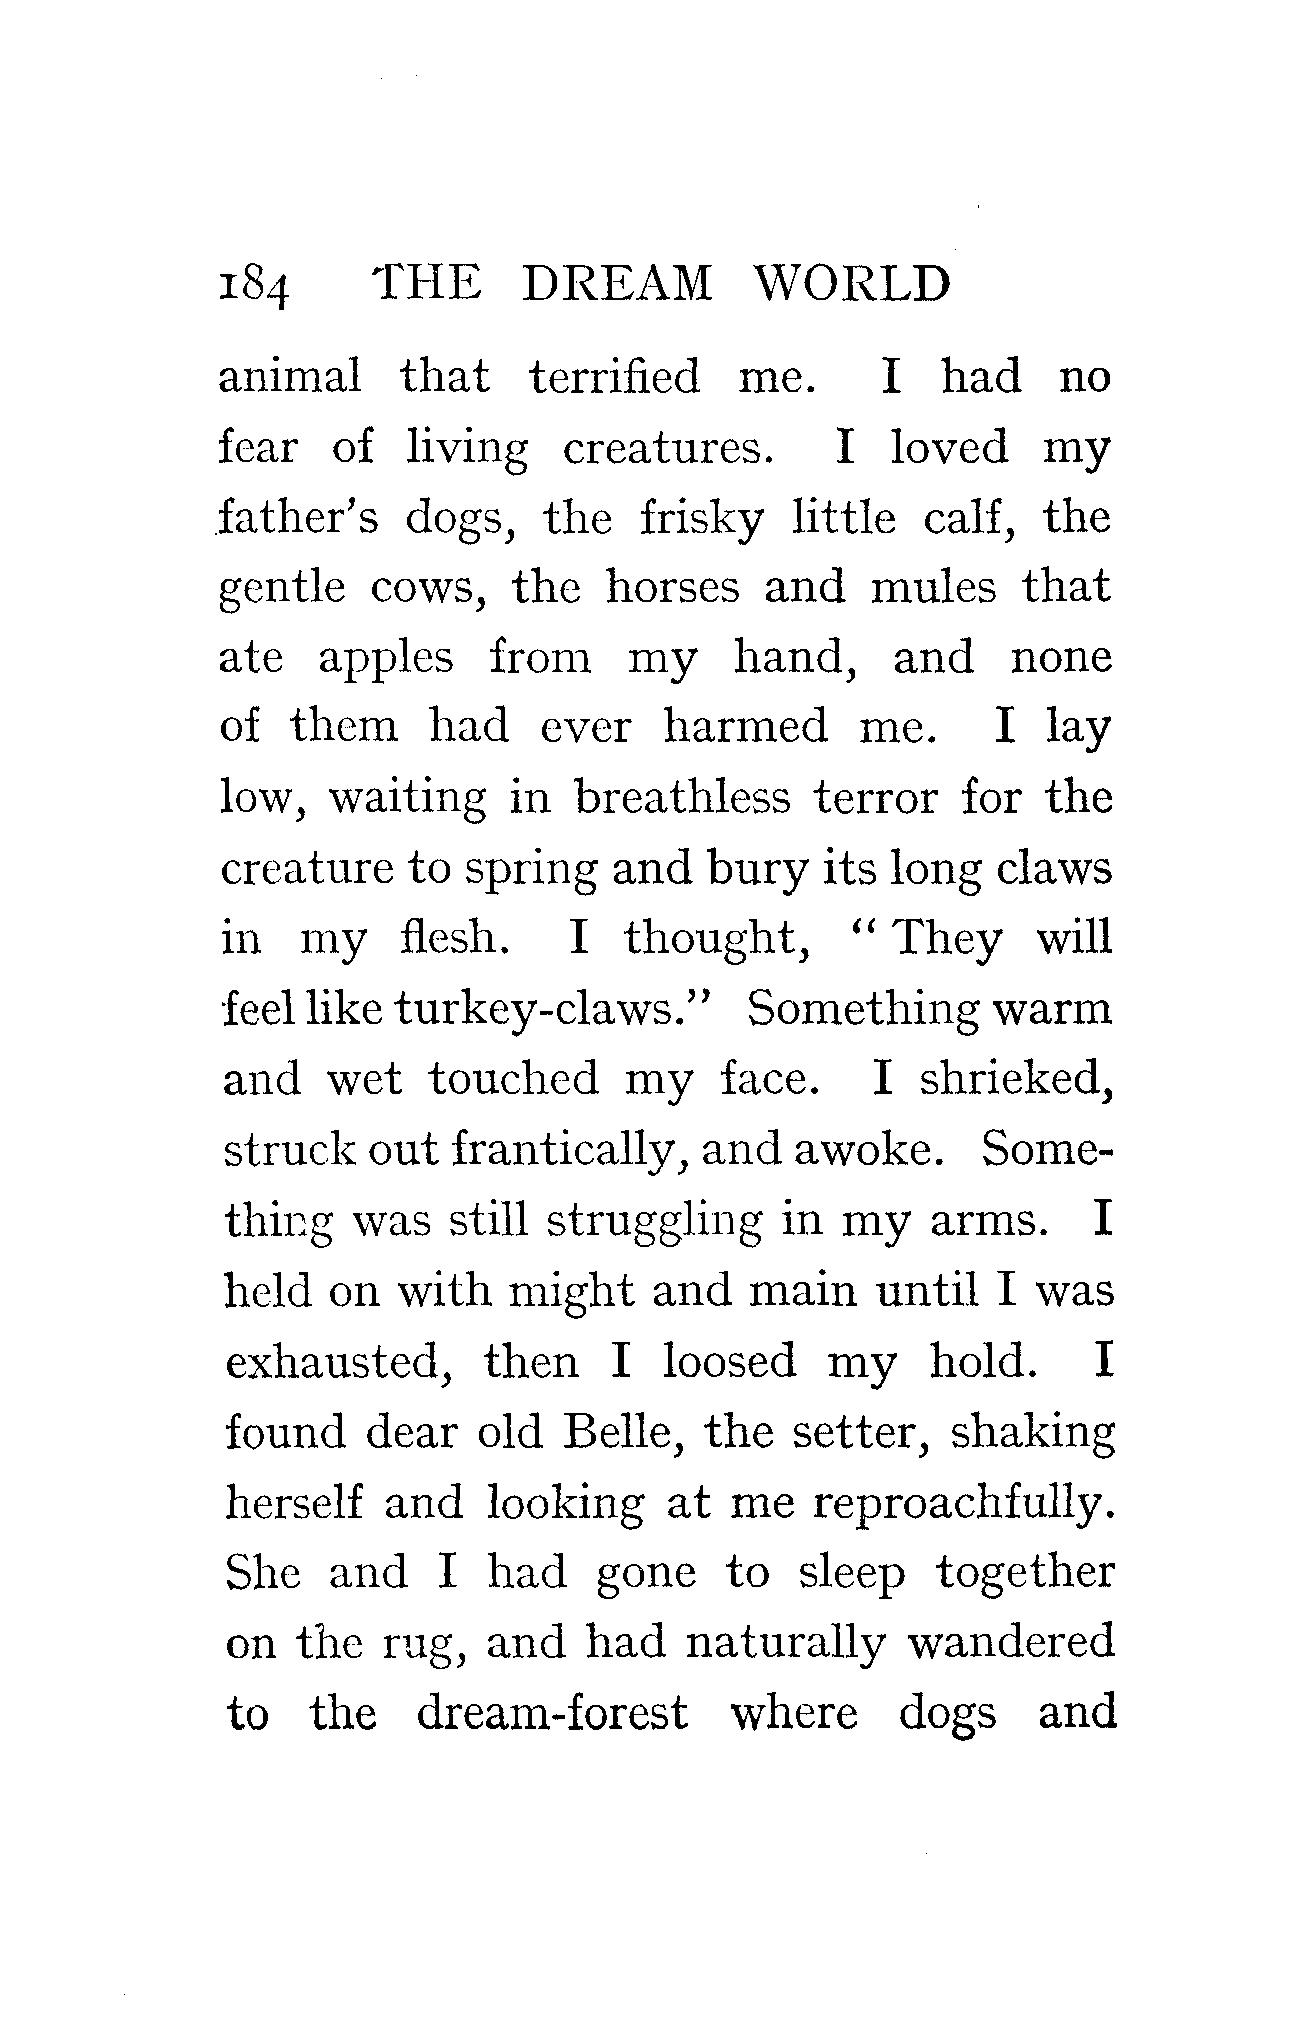 184 THE DREAM WORLD
animal that terrified me. I had no
fear of living creatures. I loved my
father's dogs, the frisky little calf, the
gentle cows, the horses and mules that
ate apples from my hand, and none
of them had ever harmed me. I lay
low, waiting in breathless terror for the
creature to spring and bury its long claws
in my flesh. I thought, " They will
feel like turkey-claws." Something warm
and wet touched my face. I shrieked,
struck out frantically, and awoke. Some-
thing was still struggling in my arms. I
held on with might and main until I was
exhausted, then I loosed my hold. I
found dear old Belle, the setter, shaking
herself and looking at me reproachfully.
She and I had gone to sleep together
on the rug, and had naturally wandered
to the dream-forest where dogs and